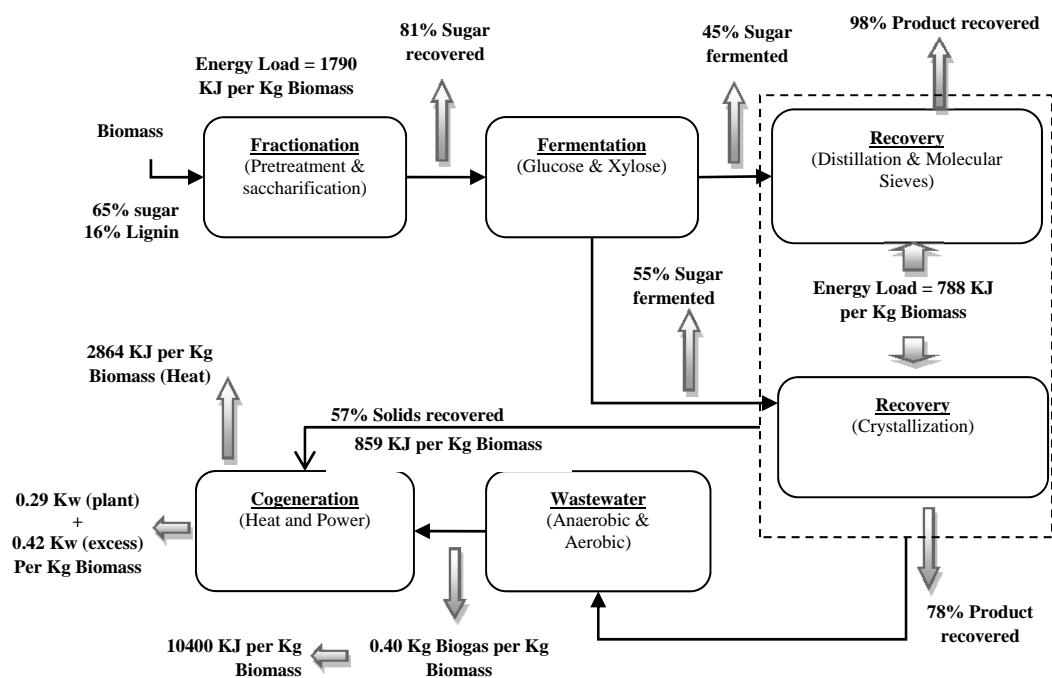 81% Sugar
recovered
45% Sugar
fermented
98% Product recovered
Energy Load = 1790
KJ per Kg Biomass
Biomass
65% sugar
16% Lignin
Fractionation
(Pretreatment &
saccharification)
Fermentation
(Glucose & Xylose)
Recovery
(Distillation & Molecular
Sieves)
55% Sugar
fermented
Energy Load = 788 KJ
per Kg Biomass
Recovery
(Crystallization)
2864 KJ per Kg
Biomass (Heat)
57% Solids recovered
859 KJ per Kg Biomass
Cogeneration
(Heat and Power)
Wastewater
(Anaerobic &
Aerobic)
0.29 Kw (plant)
+
0.42 Kw (excess)
Per Kg Biomass
78% Product
recovered
10400 KJ per Kg
Biomass
0.40 Kg Biogas per Kg
Biomass